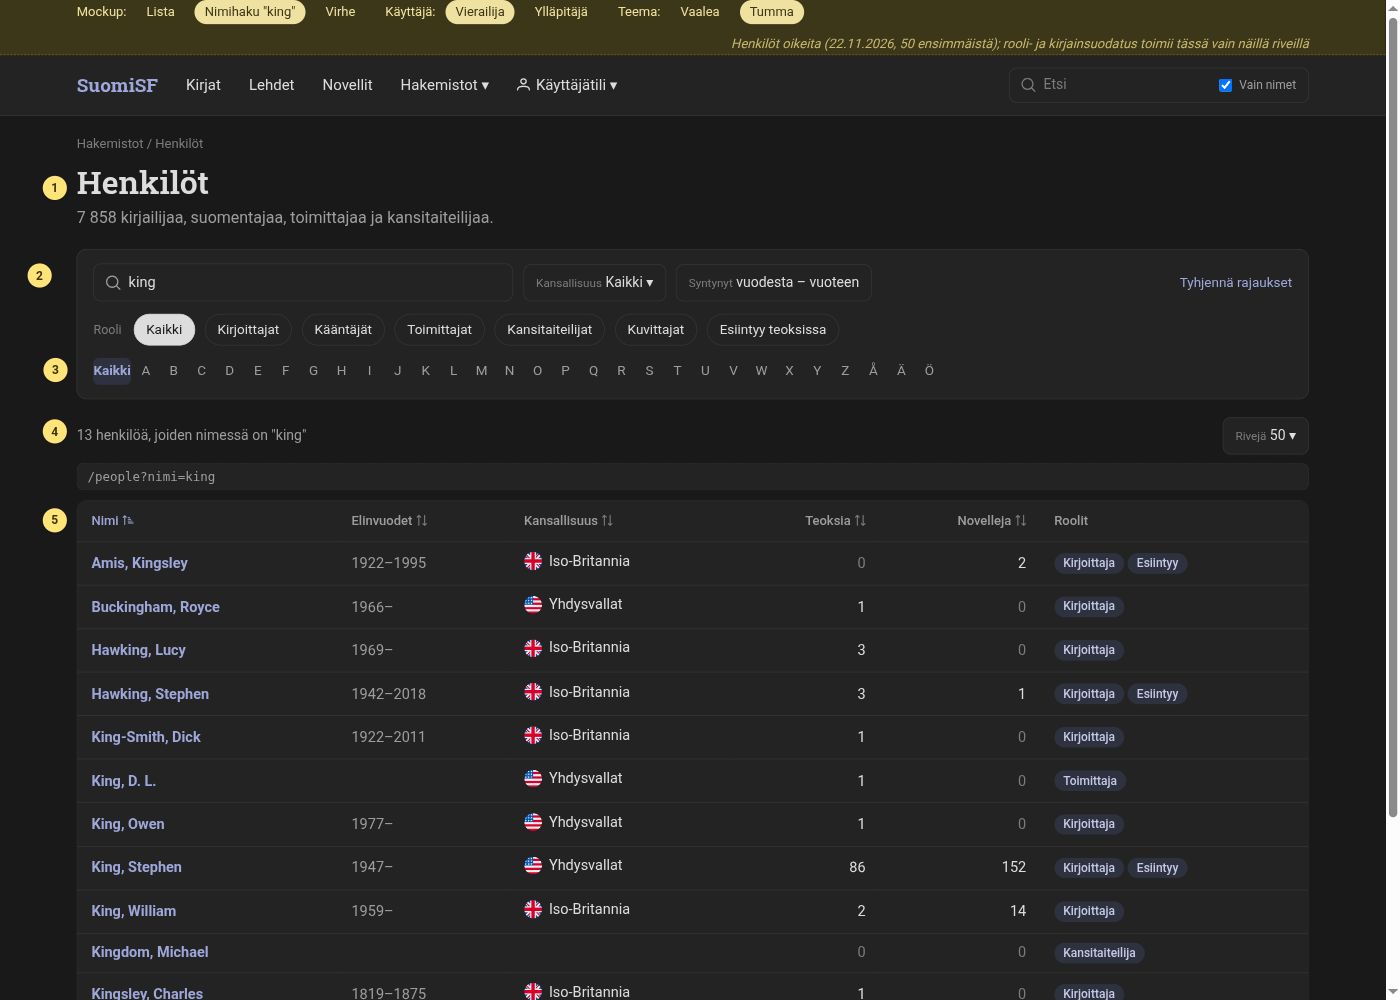 Mockup: Lista Nimihaku "king" Virhe Käyttäjä: Vierailija Ylläpitäjä Teema: Vaalea Tumma
Henkilöt oikeita (22.11.2026, 50 ensimmäistä); rooli- ja kirjainsuodatus toimii tässä vain näillä riveillä
SuomiSF Kirjat Lehdet Novellit Hakemistot ▾ Käyttäjätili ▾ Etsi Vain nimet
Hakemistot / Henkilöt
1 Henkilöt
7 858 kirjailijaa, suomentajaa, toimittajaa ja kansitaiteilijaa.
2 king Kansallisuus Kaikki ▾ Syntynyt vuodesta – vuoteen Tyhjennä rajaukset
Rooli Kaikki Kirjoittajat Kääntäjät Toimittajat Kansitaiteilijat Kuvittajat Esiintyy teoksissa
3 Kaikki A B C D E F G H I J K L M N O P Q R S T U V W X Y Z Å Ä Ö
4 13 henkilöä, joiden nimessä on "king" Rivejä 50 ▾
/people?nimi=king
5 Nimi Elinvuodet Kansallisuus Teoksia Novelleja Roolit
Amis, Kingsley 1922–1995 Iso-Britannia 0 2 Kirjoittaja Esiintyy
Buckingham, Royce 1966– Yhdysvallat 1 0 Kirjoittaja
Hawking, Lucy 1969– Iso-Britannia 3 0 Kirjoittaja
Hawking, Stephen 1942–2018 Iso-Britannia 3 1 Kirjoittaja Esiintyy
King-Smith, Dick 1922–2011 Iso-Britannia 1 0 Kirjoittaja
King, D. L. Yhdysvallat 1 0 Toimittaja
King, Owen 1977– Yhdysvallat 1 0 Kirjoittaja
King, Stephen 1947– Yhdysvallat 86 152 Kirjoittaja Esiintyy
King, William 1959– Iso-Britannia 2 14 Kirjoittaja
Kingdom, Michael 0 0 Kansitaiteilija
Kingsley, Charles 1819–1875 Iso-Britannia 1 0 Kirjoittaja